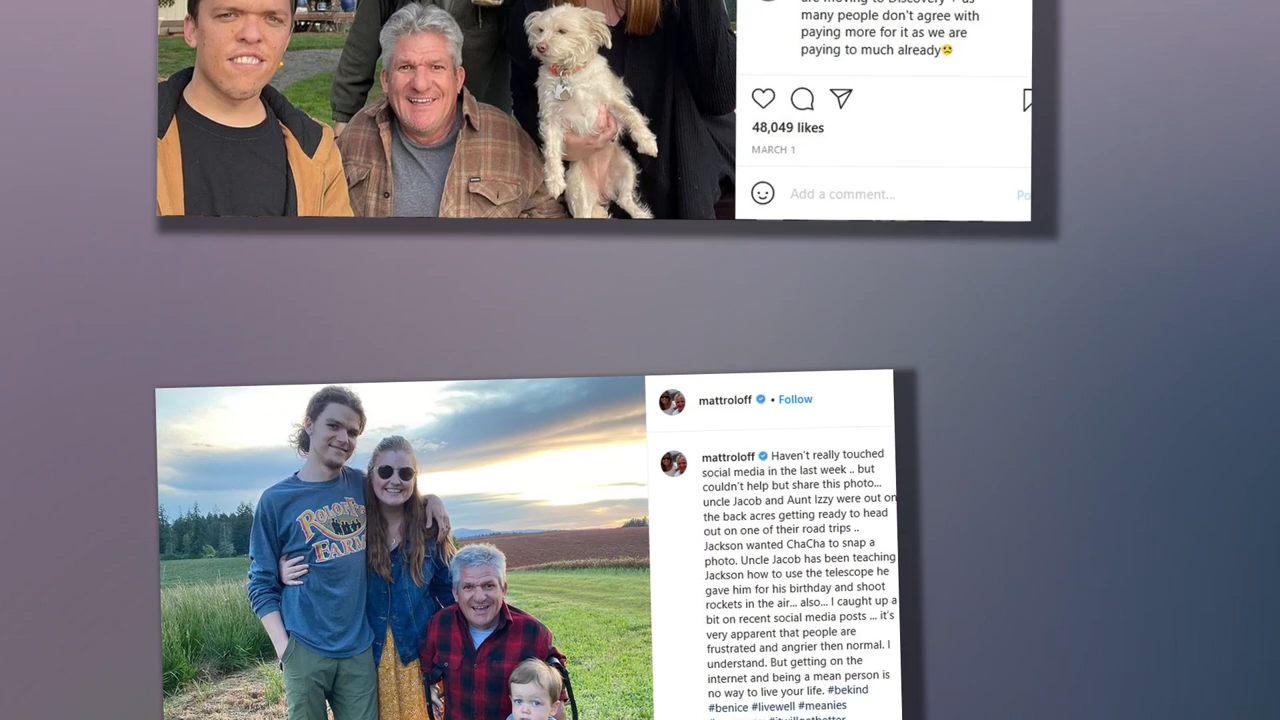 are moving to Discovery + as
many people don't agree with
paying more for it as we are
paying to much already
48,049 likes
MARCH 1
Add a comment...
Po
mattroloff • Follow
mattroloff Haven't really touched
social media in the last week .. but
couldn't help but share this photo...
uncle Jacob and Aunt Izzy were out on
the back acres getting ready to head
out on one of their road trips ..
Jackson wanted ChaCha to snap a
photo. Uncle Jacob has been teaching
Jackson how to use the telescope he
gave him for his birthday and shoot
rockets in the air... also... I caught up a
bit on recent social media posts ... it's
very apparent that people are
frustrated and angrier then normal. I
understand. But getting on the
internet and being a mean person is
no way to live your life. #bekind
#benice #livewell #meanies
#itwillgetbetter
ROLOFF
FARMS